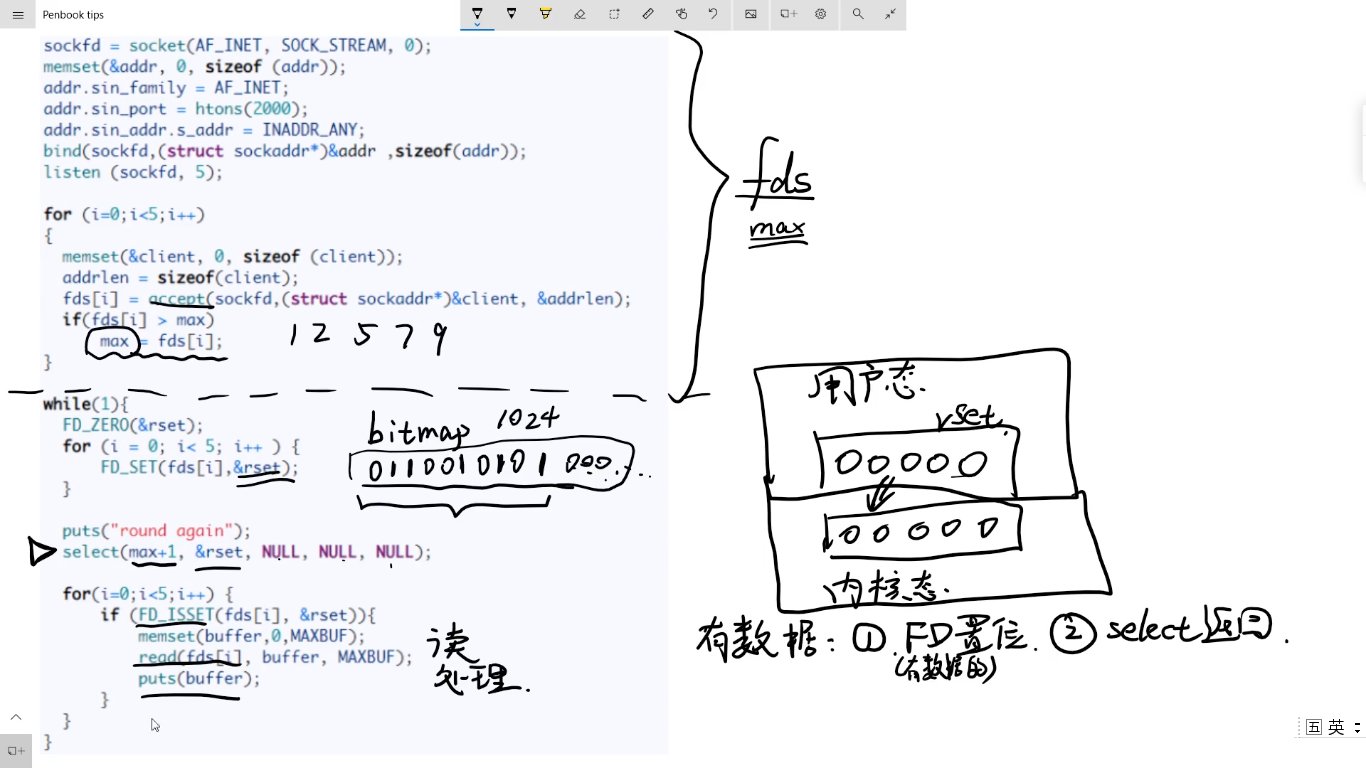 Penbook tips
sockfd = socket(AF_INET, SOCK_STREAM, 0);
memset(&addr, 0, sizeof (addr));
addr.sin_family = AF_INET;
addr.sin_port = htons(2000);
addr.sin_addr.s_addr = INADDR_ANY;
bind(sockfd,(struct sockaddr*)&addr ,sizeof(addr));
listen (sockfd, 5);
for (i=0;i<5;i++)
{
memset(&client, 0, sizeof (client));
addrlen = sizeof(client);
fds[i] = accept(sockfd,(struct sockaddr*)&client, &addrlen);
if(fds[i] > max)
max = fds[i];
}
1 2 5 7 9
fds
max
while(1){
FD_ZERO(&rset);
for (i = 0; i< 5; i++ ) {
FD_SET(fds[i],&rset);
}
bitmap 1024
0110010101 000....
puts("round again");
select(max+1, &rset, NULL, NULL, NULL);
for(i=0;i<5;i++) {
if (FD_ISSET(fds[i], &rset)){
memset(buffer,0,MAXBUF);
read(fds[i], buffer, MAXBUF);
puts(buffer);
}
}
}
读
处理.
用户态.
rset.
00000
00000
内核态.
有数据: ①.FD置位. ②select返回.
(有数据的)
五 英